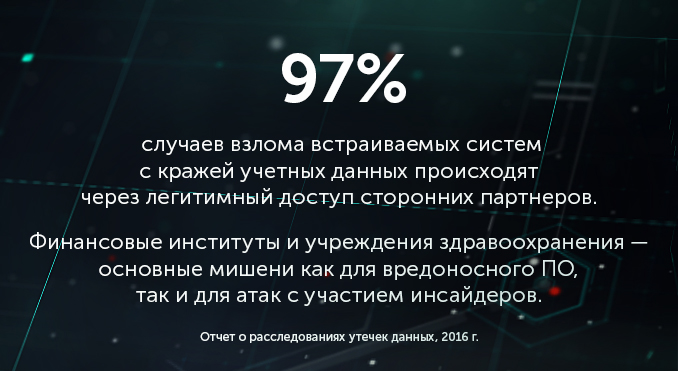 97%
случаев взлома встраиваемых систем
с кражей учетных данных происходят
через легитимный доступ сторонних партнеров.
Финансовые институты и учреждения здравоохранения —
основные мишени как для вредоносного ПО,
так и для атак с участием инсайдеров.
Отчет о расследованиях утечек данных, 2016 г.